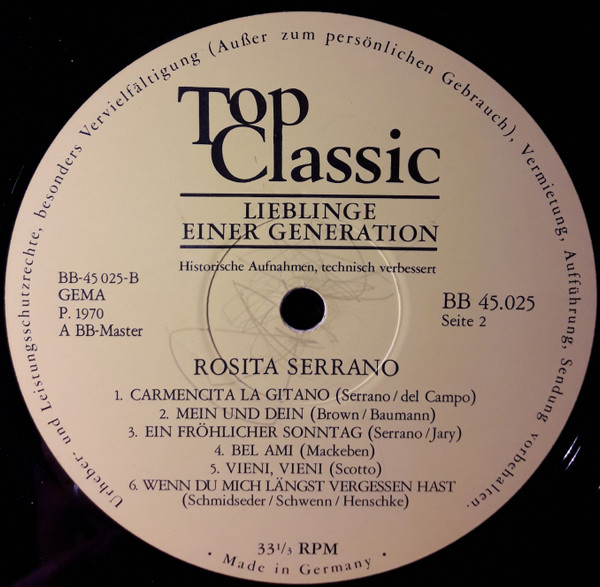 Urheber- und Leistungsschutzrechte, besonders Vervielfältigung (Außer zum persönlichen Gebrauch), Vermietung, Aufführung, Sendung vorbehalten.
Top
Classic
LIEBLINGE
EINER GENERATION
Historische Aufnahmen, technisch verbessert
BB-45 025-B
GEMA
P. 1970
A BB-Master
BB 45.025
Seite 2
ROSITA SERRANO
1. CARMENCITA LA GITANO (Serrano/del Campo)
2. MEIN UND DEIN (Brown/Baumann)
3. EIN FRÖHLICHER SONNTAG (Serrano/Jary)
4. BEL AMI (Mackeben)
5. VIENI, VIENI (Scotto)
6. WENN DU MICH LÄNGST VERGESSEN HAST
(Schmidseder/Schwenn/Henschke)
33 1/3 RPM
· Made in Germany ·